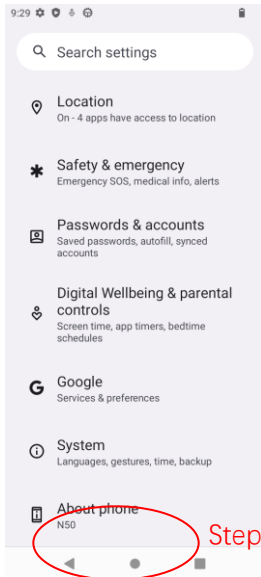 9:29
Search settings
Location
On - 4 apps have access to location
Safety & emergency
Emergency SOS, medical info, alerts
Passwords & accounts
Saved passwords, autofill, synced
accounts
Digital Wellbeing & parental
controls
Screen time, app timers, bedtime
schedules
Google
Services & preferences
System
Languages, gestures, time, backup
About phone
N50
Step